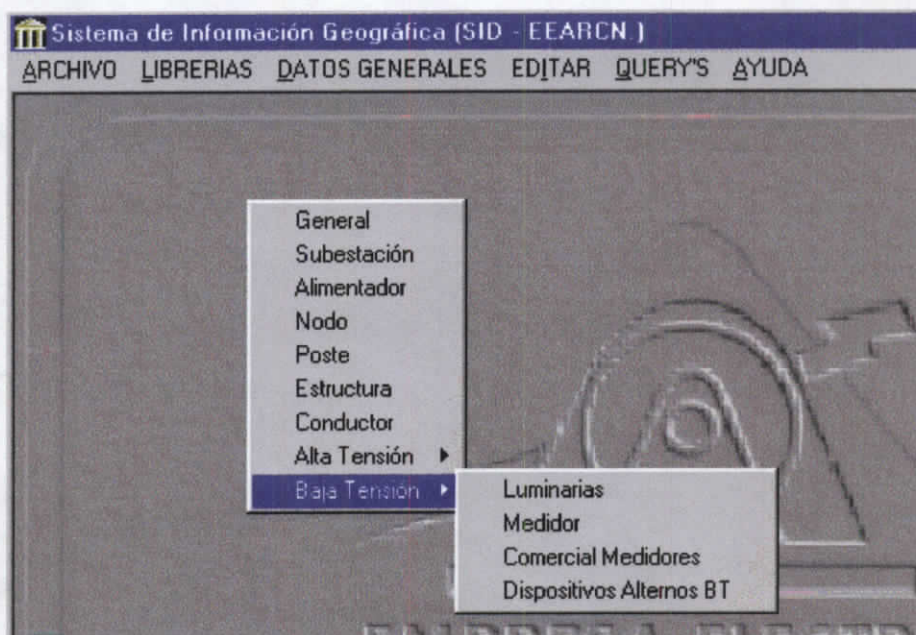 Sistema de Información Geográfica (SID - EEARCN.)
ARCHIVO LIBRERIAS DATOS GENERALES EDITAR QUERY'S AYUDA
General
Subestación
Alimentador
Nodo
Poste
Estructura
Conductor
Alta Tensión
Baja Tensión
Luminarias
Medidor
Comercial Medidores
Dispositivos Alternos BT